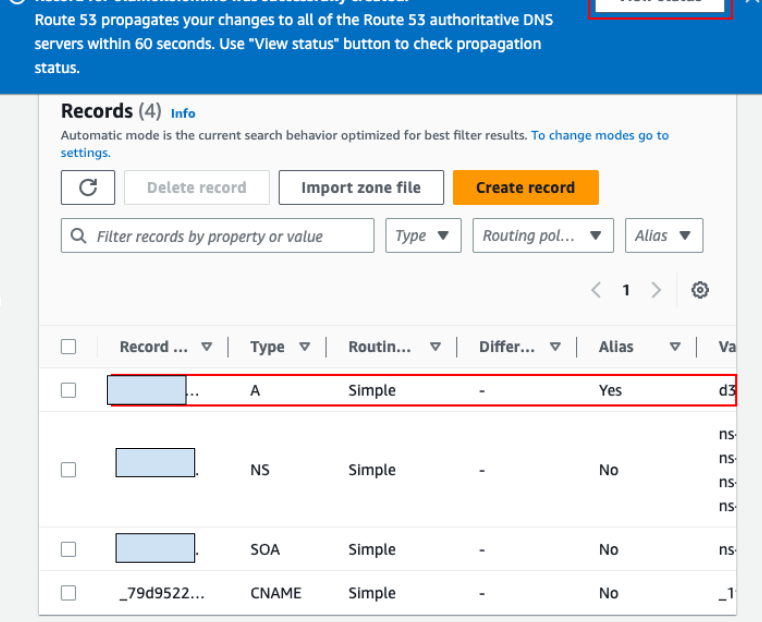 Route 53 propagates your changes to all of the Route 53 authoritative DNS
servers within 60 seconds. Use "View status" button to check propagation
status.
Records (4) Info
Automatic mode is the current search behavior optimized for best filter results. To change modes go to
settings.
Delete record Import zone file Create record
Filter records by property or value Type Routing pol... Alias
1
Record ... Type Routin... Differ... Alias Va
... A Simple - Yes d3
ns-
ns-
. NS Simple - No ns-
ns-
. SOA Simple - No ns-
_79d9522... CNAME Simple - No _1